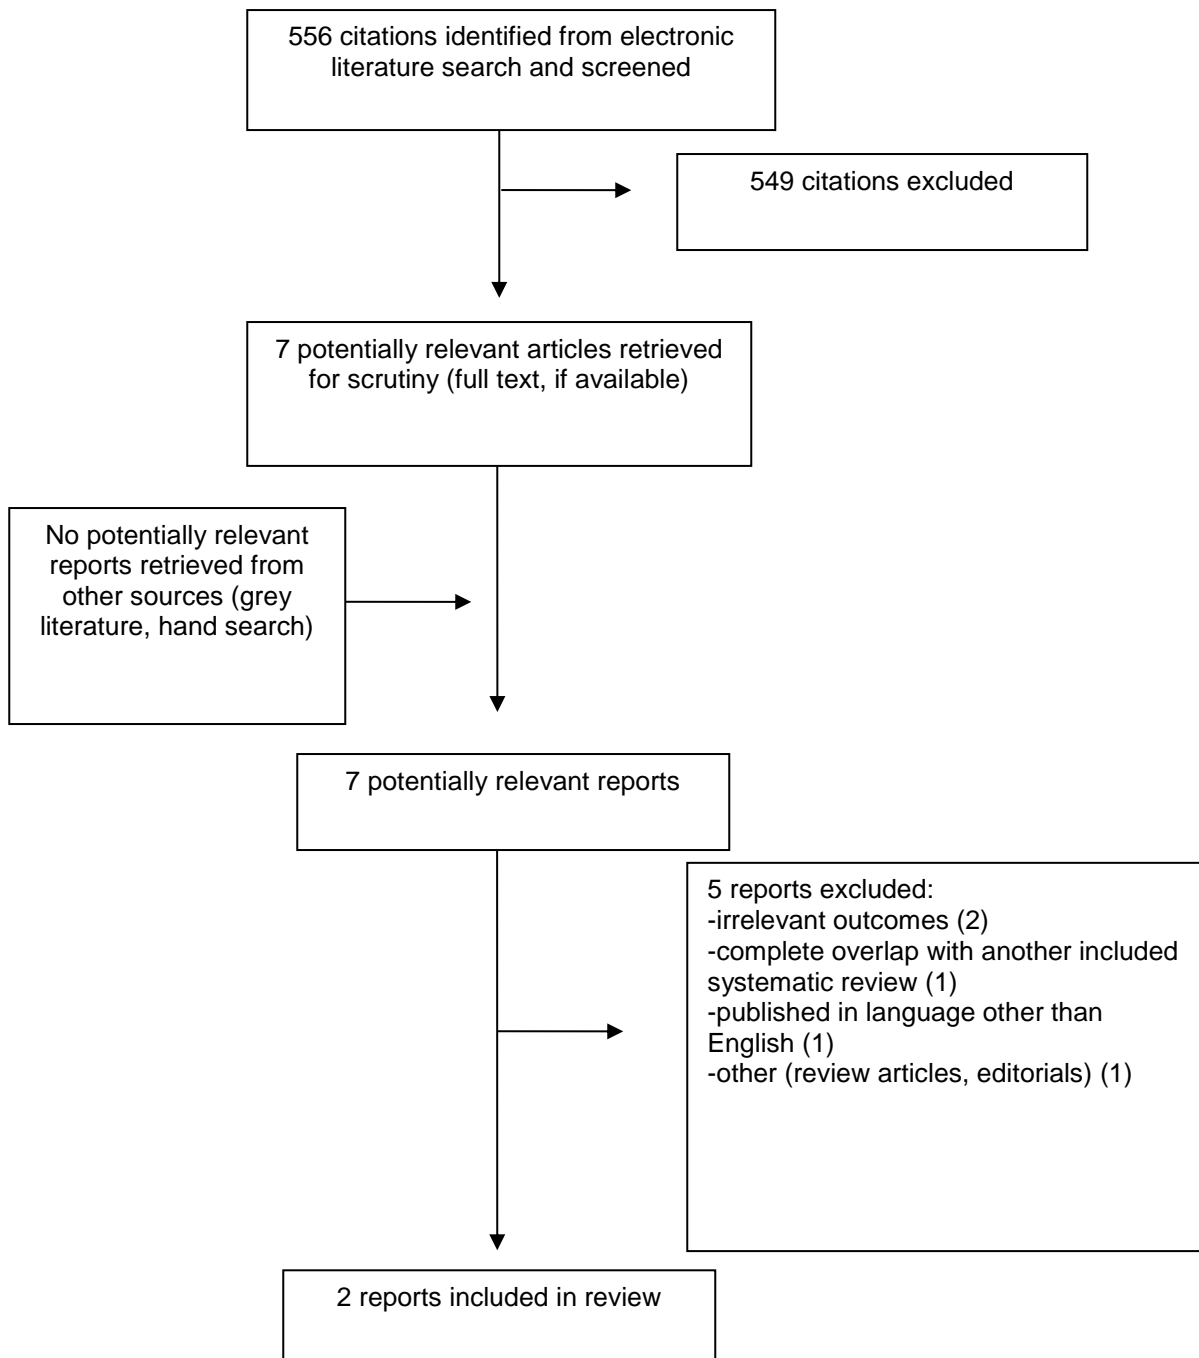 556 citations identified from electronic
literature search and screened
549 citations excluded
7 potentially relevant articles retrieved
for scrutiny (full text, if available)
No potentially relevant
reports retrieved from
other sources (grey
literature, hand search)
7 potentially relevant reports
5 reports excluded:
-irrelevant outcomes (2)
-complete overlap with another included
systematic review (1)
-published in language other than
English (1)
-other (review articles, editorials) (1)
2 reports included in review